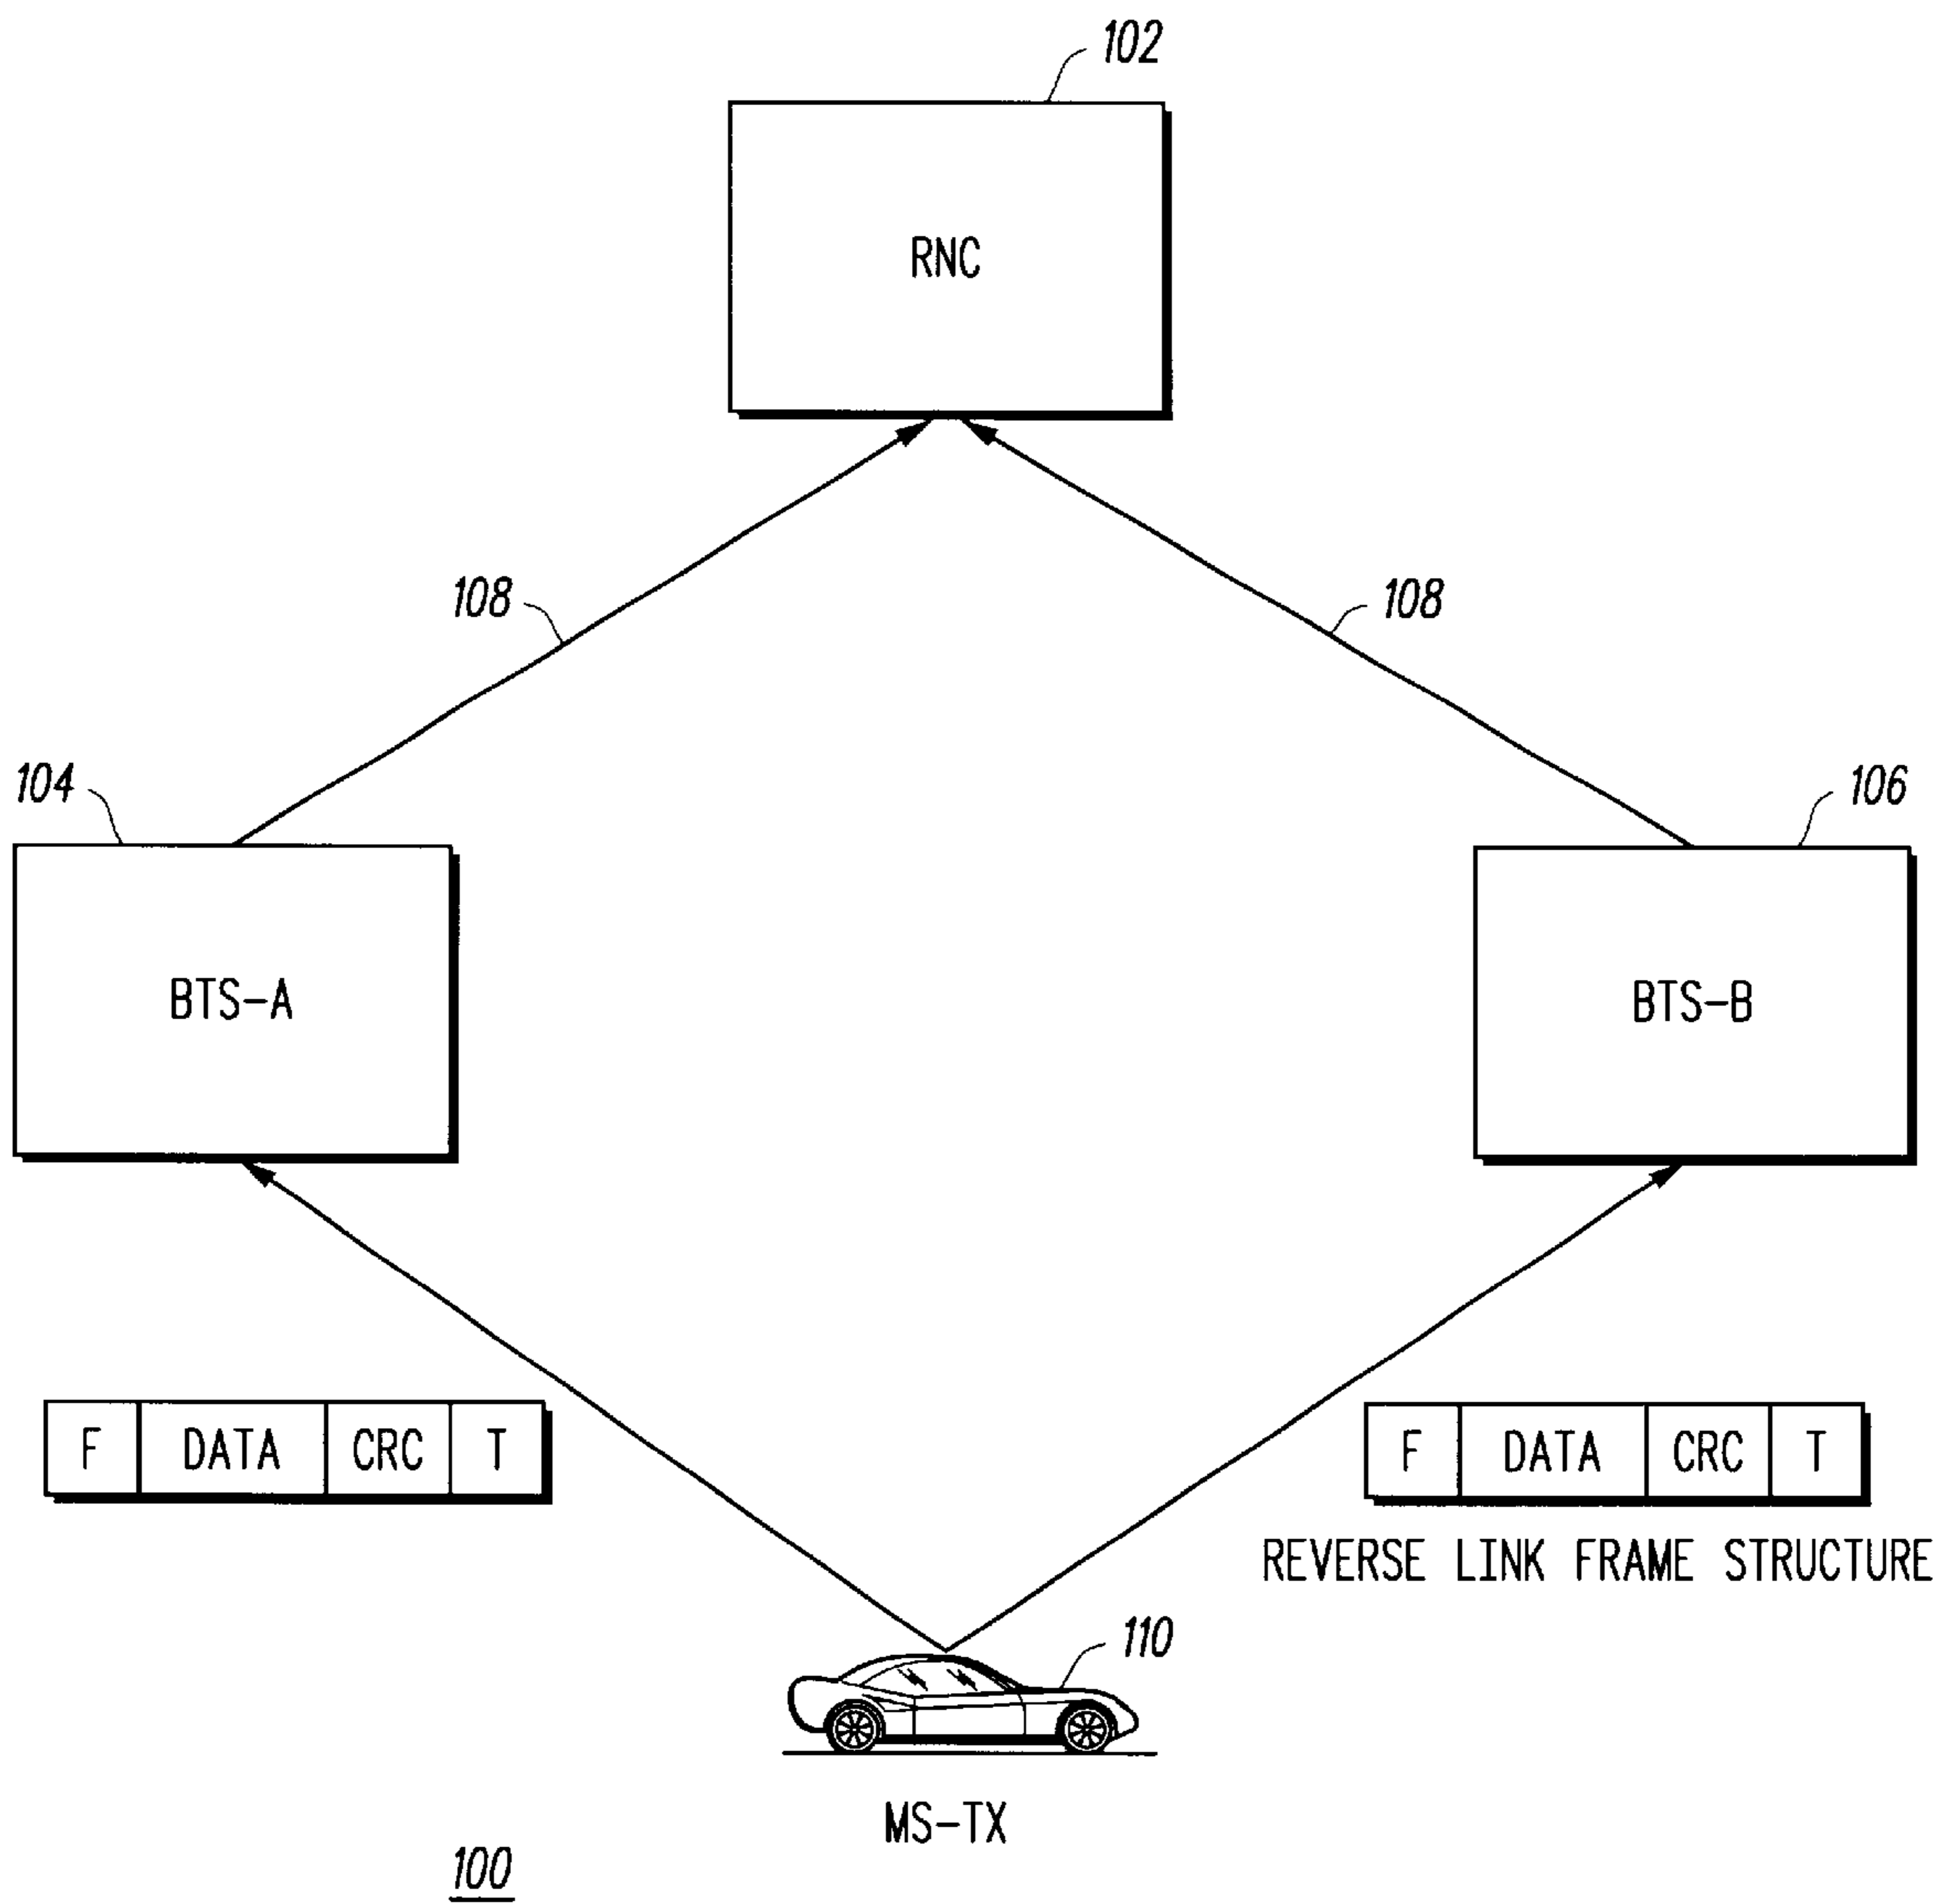 102
RNC
108
108
104
106
BTS-A
BTS-B
F DATA CRC T
F DATA CRC T
REVERSE LINK FRAME STRUCTURE
110
MS-TX
100